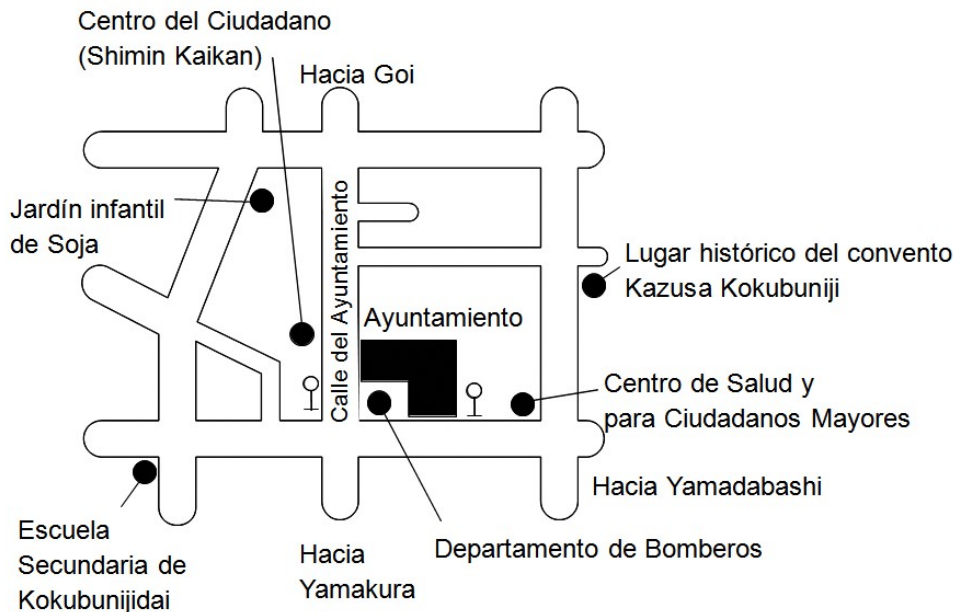 Centro del Ciudadano
(Shimin Kaikan)
Hacia Goi
Jardín infantil
de Soja
Calle del Ayuntamiento
Lugar histórico del convento
Kazusa Kokubuniji
Ayuntamiento
Centro de Salud y
para Ciudadanos Mayores
Hacia Yamadabashi
Escuela
Secundaria de
Kokubunijidai
Hacia
Yamakura
Departamento de Bomberos